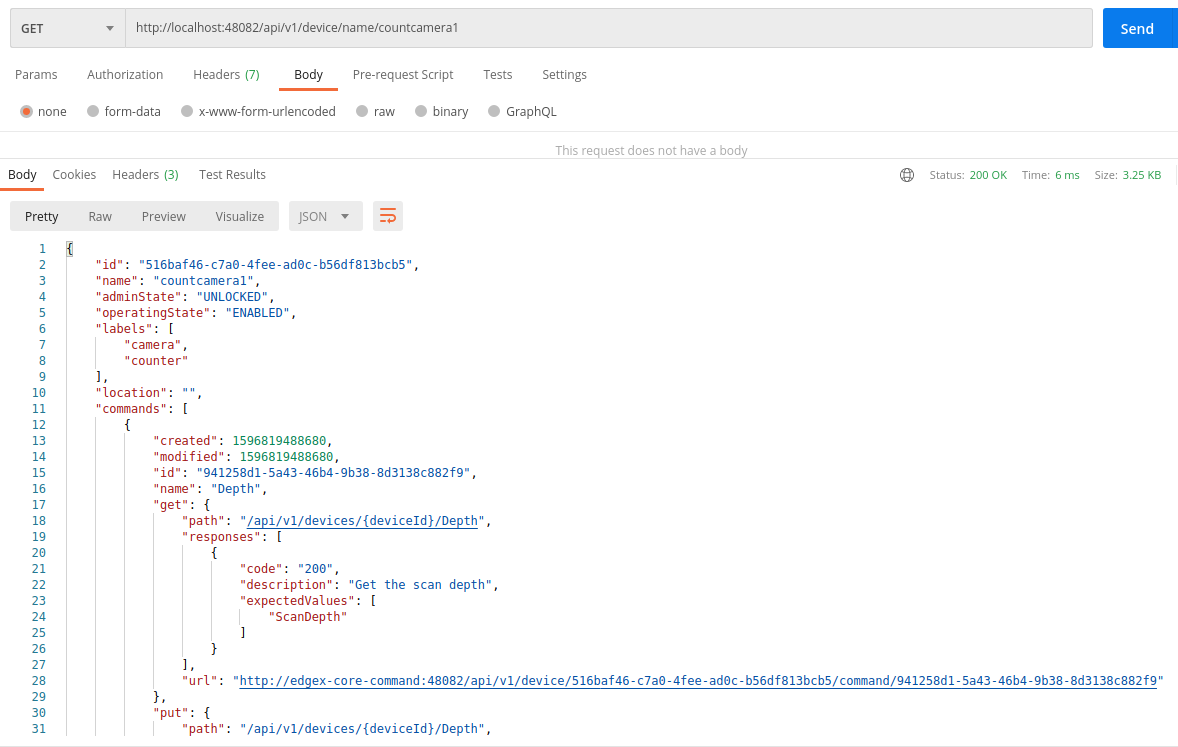 GET http://localhost:48082/api/v1/device/name/countcamera1 Send
Params Authorization Headers (7) Body Pre-request Script Tests Settings
none form-data x-www-form-urlencoded raw binary GraphQL
This request does not have a body
Body Cookies Headers (3) Test Results Status: 200 OK Time: 6 ms Size: 3.25 KB
Pretty Raw Preview Visualize JSON
1 {
2 "id": "516baf46-c7a0-4fee-ad0c-b56df813bcb5",
3 "name": "countcamera1",
4 "adminState": "UNLOCKED",
5 "operatingState": "ENABLED",
6 "labels": [
7 "camera",
8 "counter"
9 ],
10 "location": "",
11 "commands": [
12 {
13 "created": 1596819488680,
14 "modified": 1596819488680,
15 "id": "941258d1-5a43-46b4-9b38-8d3138c882f9",
16 "name": "Depth",
17 "get": {
18 "path": "/api/v1/devices/{deviceId}/Depth",
19 "responses": [
20 {
21 "code": "200",
22 "description": "Get the scan depth",
23 "expectedValues": [
24 "ScanDepth"
25 ]
26 }
27 ],
28 "url": "http://edgex-core-command:48082/api/v1/device/516baf46-c7a0-4fee-ad0c-b56df813bcb5/command/941258d1-5a43-46b4-9b38-8d3138c882f9"
29 },
30 "put": {
31 "path": "/api/v1/devices/{deviceId}/Depth",